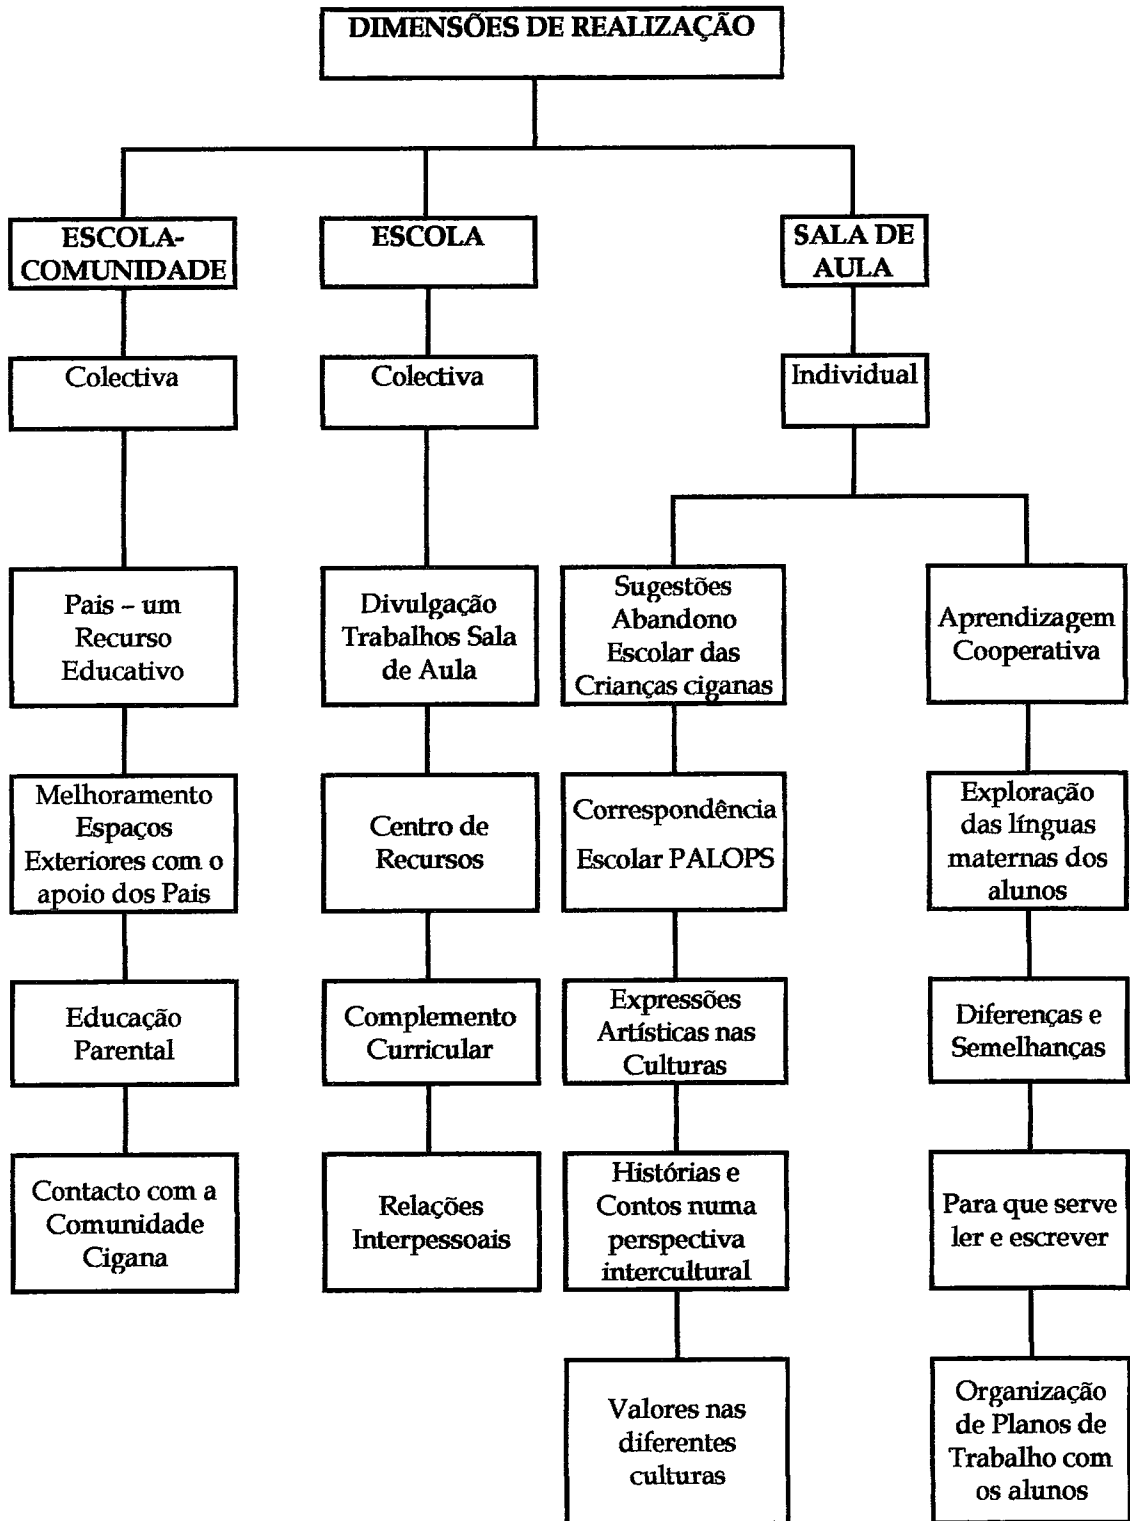 DIMENSÕES DE REALIZAÇÃO
ESCOLA-
COMUNIDADE
ESCOLA
SALA DE
AULA
Colectiva
Colectiva
Individual
Pais – um
Recurso
Educativo
Divulgação
Trabalhos Sala
de Aula
Sugestões
Abandono
Escolar das
Crianças ciganas
Aprendizagem
Cooperativa
Melhoramento
Espaços
Exteriores com o
apoio dos Pais
Centro de
Recursos
Correspondência
Escolar PALOPS
Exploração
das línguas
maternas dos
alunos
Educação
Parental
Complemento
Curricular
Expressões
Artísticas nas
Culturas
Diferenças e
Semelhanças
Contacto com a
Comunidade
Cigana
Relações
Interpessoais
Histórias e
Contos numa
perspectiva
intercultural
Para que serve
ler e escrever
Valores nas
diferentes
culturas
Organização
de Planos de
Trabalho com
os alunos